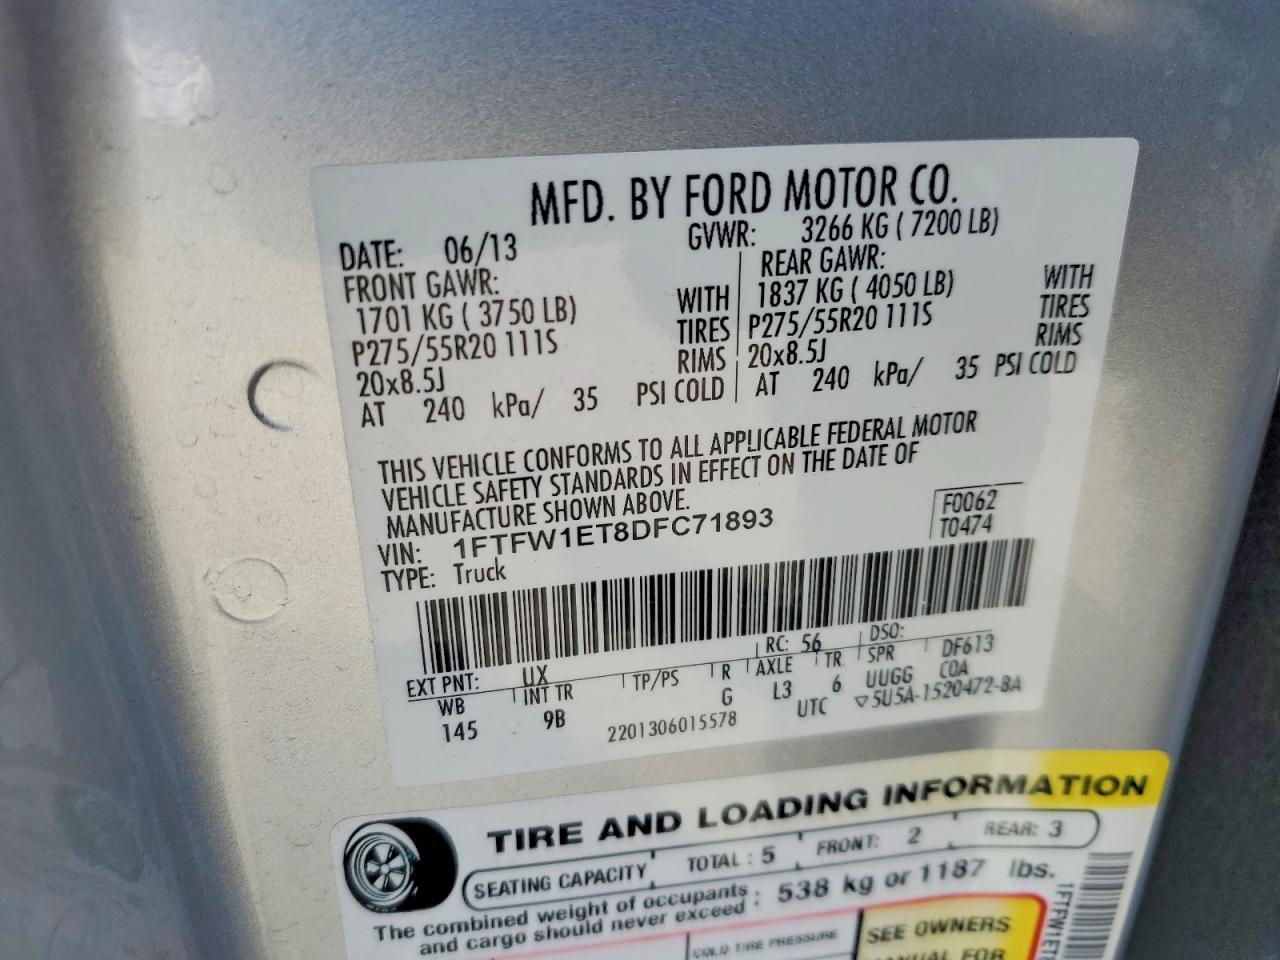 MFD. BY FORD MOTOR CO.
DATE: 06/13 GVWR: 3266 KG ( 7200 LB)
FRONT GAWR: REAR GAWR:
1701 KG ( 3750 LB) WITH 1837 KG ( 4050 LB) WITH
P275/55R20 111S TIRES P275/55R20 111S TIRES
20x8.5J RIMS 20x8.5J RIMS
AT 240 kPa/ 35 PSI COLD AT 240 kPa/ 35 PSI COLD
THIS VEHICLE CONFORMS TO ALL APPLICABLE FEDERAL MOTOR
VEHICLE SAFETY STANDARDS IN EFFECT ON THE DATE OF
MANUFACTURE SHOWN ABOVE.
VIN: 1FTFW1ET8DFC71893 F0062
TYPE: Truck T0474
EXT PNT: UX RC: 56 DSO: DF613
WB INT TR TP/PS R AXLE TR SPR COA
145 9B G L3 6 UUGG
2201306015578 UTC ▽5U5A-1520472-BA
TIRE AND LOADING INFORMATION
SEATING CAPACITY TOTAL : 5 FRONT: 2 REAR: 3
The combined weight of occupants : 538 kg or 1187 lbs.
and cargo should never exceed :
COLD TIRE PRESSURE SEE OWNERS
MANUAL FOR
1FTFW1ET